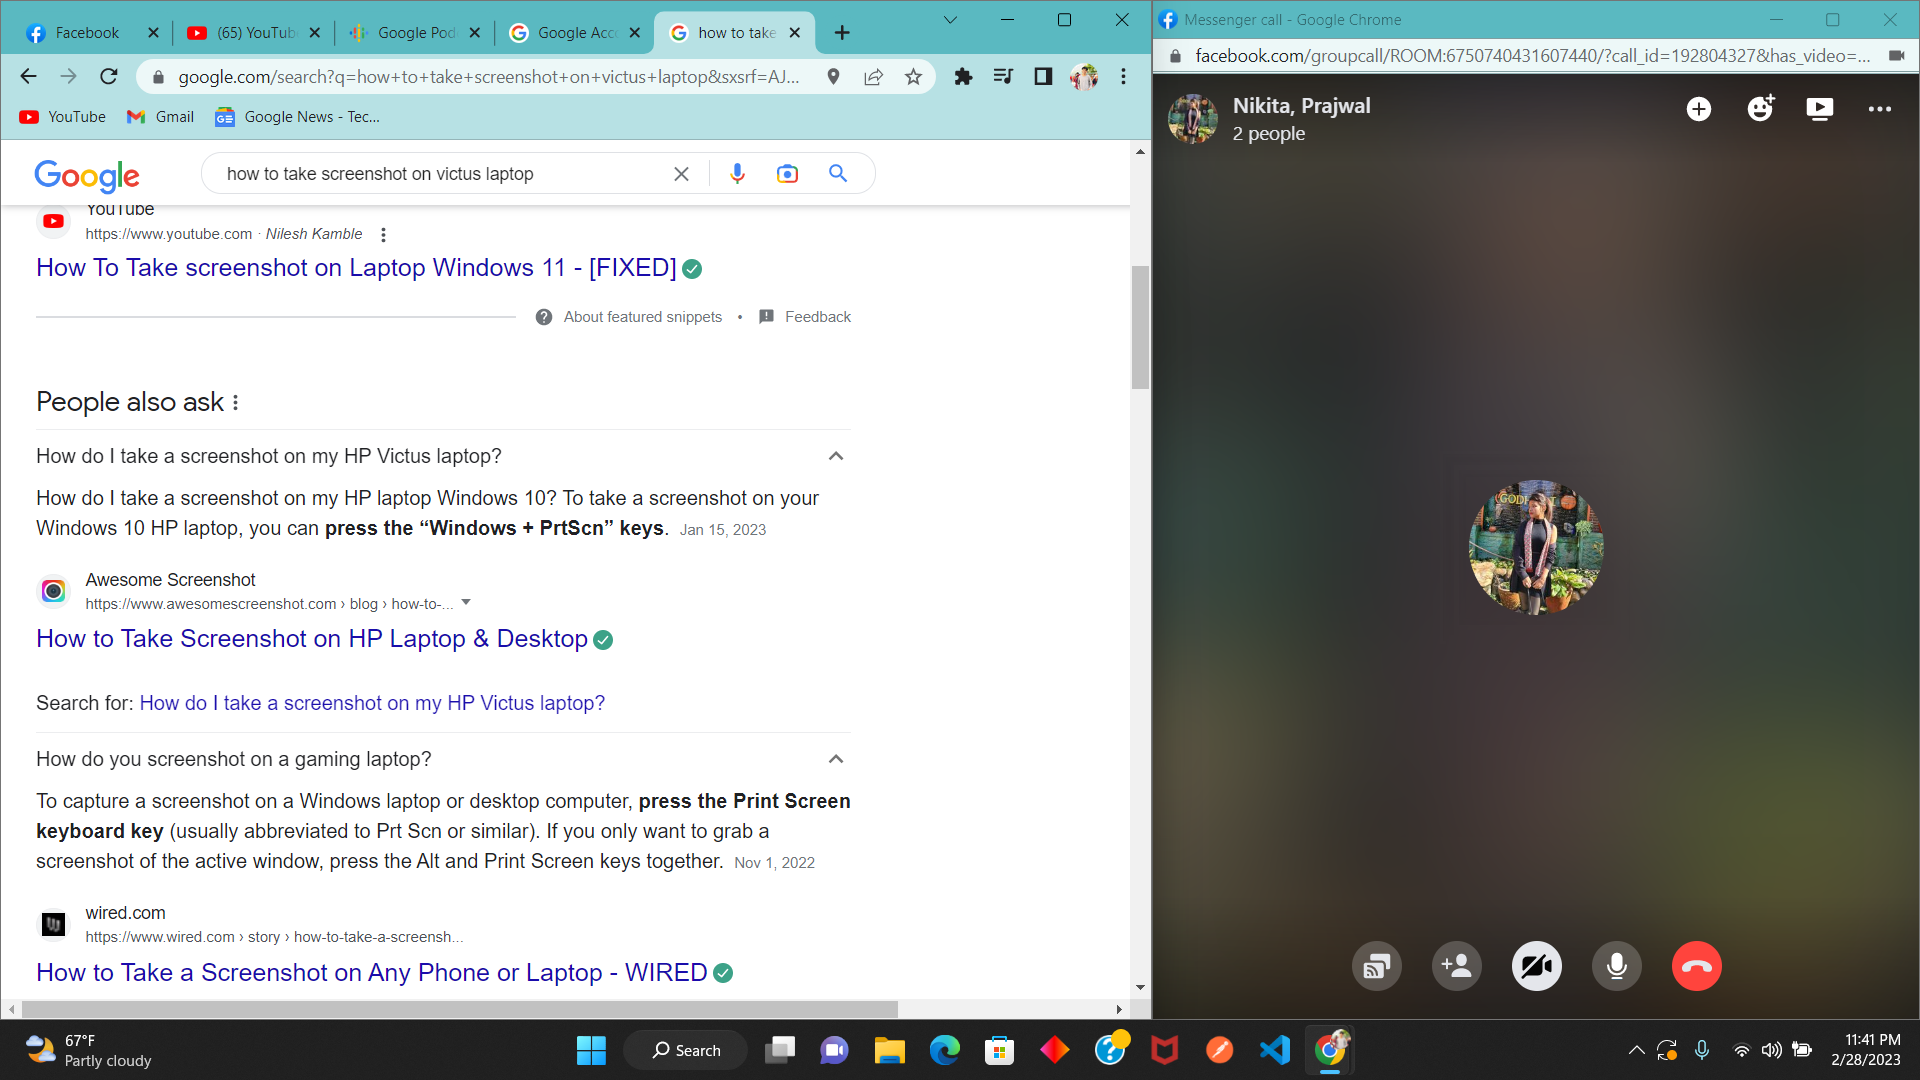 Facebook
(65) YouTub
Google Pod
Google Acc
how to take
google.com/search?q=how+to+take+screenshot+on+victus+laptop&sxsrf=AJ...
YouTube
Gmail
Google News - Tec...
Google
how to take screenshot on victus laptop
YouTube
https://www.youtube.com · Nilesh Kamble
How To Take screenshot on Laptop Windows 11 - [FIXED]
About featured snippets • Feedback
People also ask
How do I take a screenshot on my HP Victus laptop?
How do I take a screenshot on my HP laptop Windows 10? To take a screenshot on your
Windows 10 HP laptop, you can press the “Windows + PrtScn” keys. Jan 15, 2023
Awesome Screenshot
https://www.awesomescreenshot.com › blog › how-to-...
How to Take Screenshot on HP Laptop & Desktop
Search for: How do I take a screenshot on my HP Victus laptop?
How do you screenshot on a gaming laptop?
To capture a screenshot on a Windows laptop or desktop computer, press the Print Screen
keyboard key (usually abbreviated to Prt Scn or similar). If you only want to grab a
screenshot of the active window, press the Alt and Print Screen keys together. Nov 1, 2022
wired.com
https://www.wired.com › story › how-to-take-a-screensh...
How to Take a Screenshot on Any Phone or Laptop - WIRED
Messenger call - Google Chrome
facebook.com/groupcall/ROOM:6750740431607440/?call_id=192804327&has_video=...
Nikita, Prajwal
2 people
67°F
Partly cloudy
Search
11:41 PM
2/28/2023